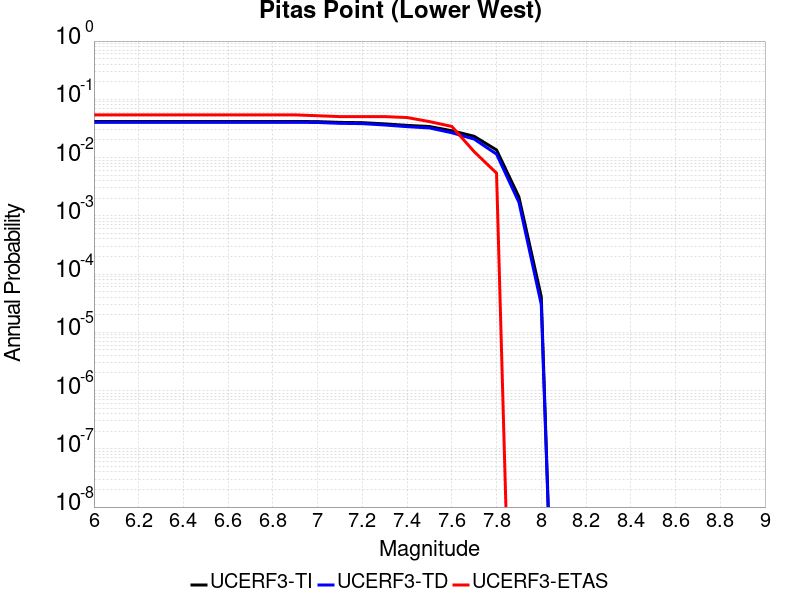 Pitas Point (Lower West)
10^0
10^-1
10^-2
10^-3
10^-4
10^-5
10^-6
10^-7
10^-8
Annual Probability
6 6.2 6.4 6.6 6.8 7 7.2 7.4 7.6 7.8 8 8.2 8.4 8.6 8.8 9
Magnitude
UCERF3-TI UCERF3-TD UCERF3-ETAS